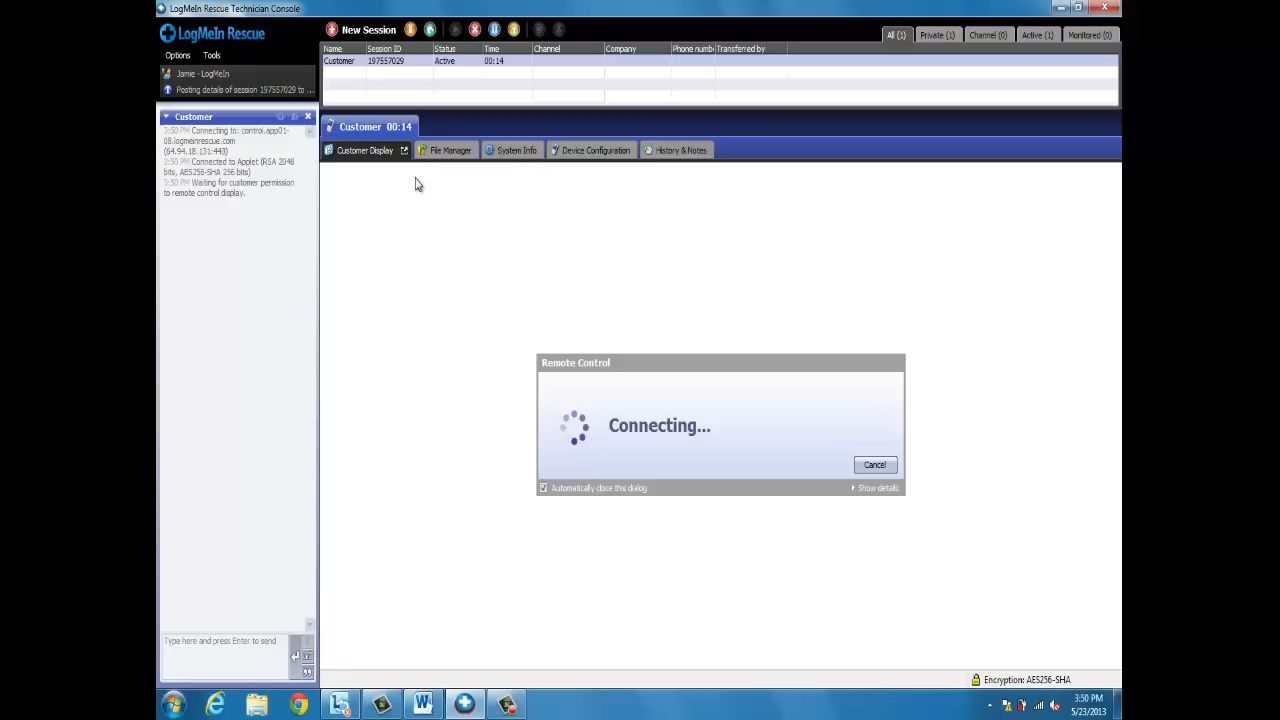 LogMeIn Rescue Technician Console
LogMeIn Rescue
New Session
All (1) Private (1) Channel (0) Active (1) Monitored (0)
Options Tools
Name Session ID Status Time Channel Company Phone numb Transferred by
Customer 197557029 Active 00:14
Jamie - LogMeIn
Posting details of session 197557029 to ...
Customer
Customer 00:14
Customer Display File Manager System Info Device Configuration History & Notes
3:50 PM Connecting to: control.app01-
08.logmeinrescue.com
(64.94.18.131:443)
3:50 PM Connected to Applet (RSA 2048
bits, AES256-SHA 256 bits)
3:50 PM Waiting for customer permission
to remote control display.
Remote Control
Connecting...
Cancel
Automatically close this dialog Show details
Type here and press Enter to send
Encryption: AES256-SHA
3:50 PM
5/23/2013